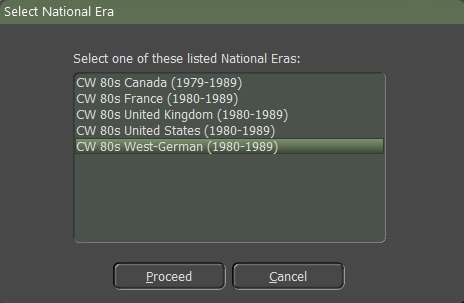 Select National Era
Select one of these listed National Eras:
CW 80s Canada (1979-1989)
CW 80s France (1980-1989)
CW 80s United Kingdom (1980-1989)
CW 80s United States (1980-1989)
CW 80s West-German (1980-1989)
Proceed Cancel